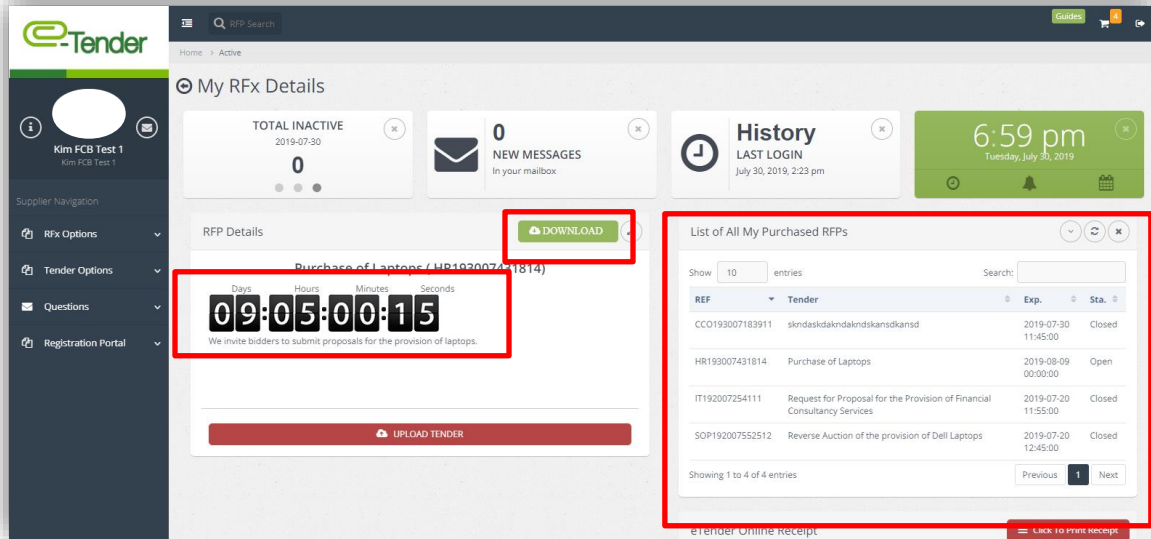 e-Tender
RFP Search
Guides
4
Home > Active
My RFx Details
Kim FCB Test 1
Kim FCB Test 1
Supplier Navigation
RFx Options
Tender Options
Questions
Registration Portal
TOTAL INACTIVE
2019-07-30
0
0
NEW MESSAGES
In your mailbox
History
LAST LOGIN
July 30, 2019, 2:23 pm
6:59 pm
Tuesday, July 30, 2019
RFP Details
DOWNLOAD
Purchase of Laptops ( HR193007431814)
Days Hours Minutes Seconds
09:05:00:15
We invite bidders to submit proposals for the provision of laptops.
UPLOAD TENDER
List of All My Purchased RFPs
Show 10 entries Search:
REF Tender Exp. Sta.
CCO193007183911 skndaskdakndakndskansdkansd 2019-07-30 Closed
11:45:00
HR193007431814 Purchase of Laptops 2019-08-09 Open
00:00:00
IT192007254111 Request for Proposal for the Provision of Financial 2019-07-20 Closed
Consultancy Services 11:55:00
SOP192007552512 Reverse Auction of the provision of Dell Laptops 2019-07-20 Closed
12:45:00
Showing 1 to 4 of 4 entries Previous 1 Next
eTender Online Receipt
Click To Print Receipt